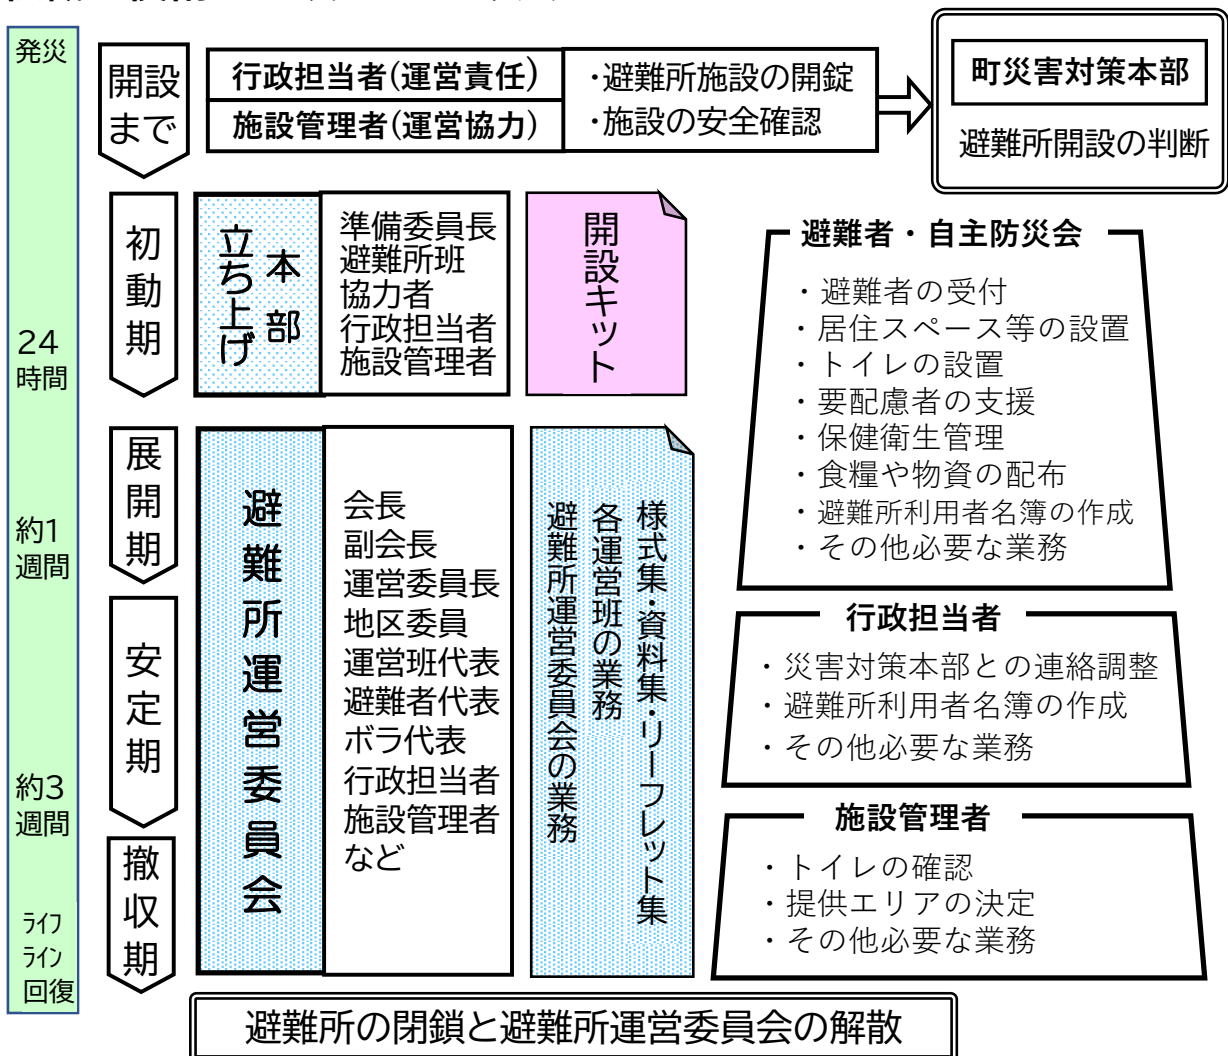 発災
24
時間
約1
週間
約3
週間
ﾗｲﾌ
ﾗｲﾝ
回復
開設
まで
行政担当者(運営責任)
施設管理者(運営協力)
・避難所施設の開錠
・施設の安全確認
町災害対策本部
避難所開設の判断
初動期
本部
立ち上げ
準備委員長
避難所班
協力者
行政担当者
施設管理者
開設キット
展開期
安定期
撤収期
避難所運営委員会
会長
副会長
運営委員長
地区委員
運営班代表
避難者代表
ボラ代表
行政担当者
施設管理者
など
様式集・資料集・リーフレット集
各運営班の業務
避難所運営委員会の業務
避難者・自主防災会
・避難者の受付
・居住スペース等の設置
・トイレの設置
・要配慮者の支援
・保健衛生管理
・食糧や物資の配布
・避難所利用者名簿の作成
・その他必要な業務
行政担当者
・災害対策本部との連絡調整
・避難所利用者名簿の作成
・その他必要な業務
施設管理者
・トイレの確認
・提供エリアの決定
・その他必要な業務
避難所の閉鎖と避難所運営委員会の解散